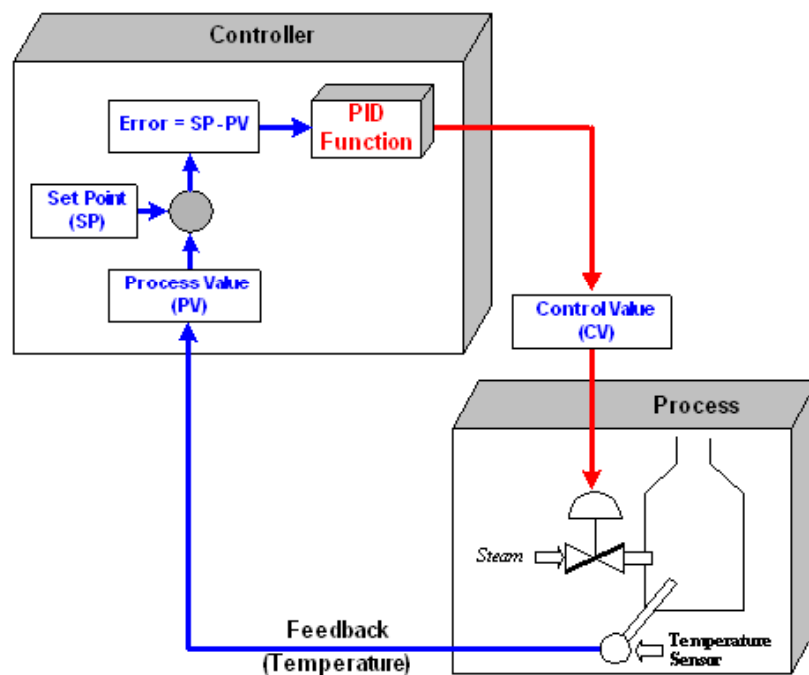 Controller
Error = SP-PV
PID
Function
Set Point
(SP)
Process Value
(PV)
Control Value
(CV)
Process
Steam
Temperature
Sensor
Feedback
(Temperature)